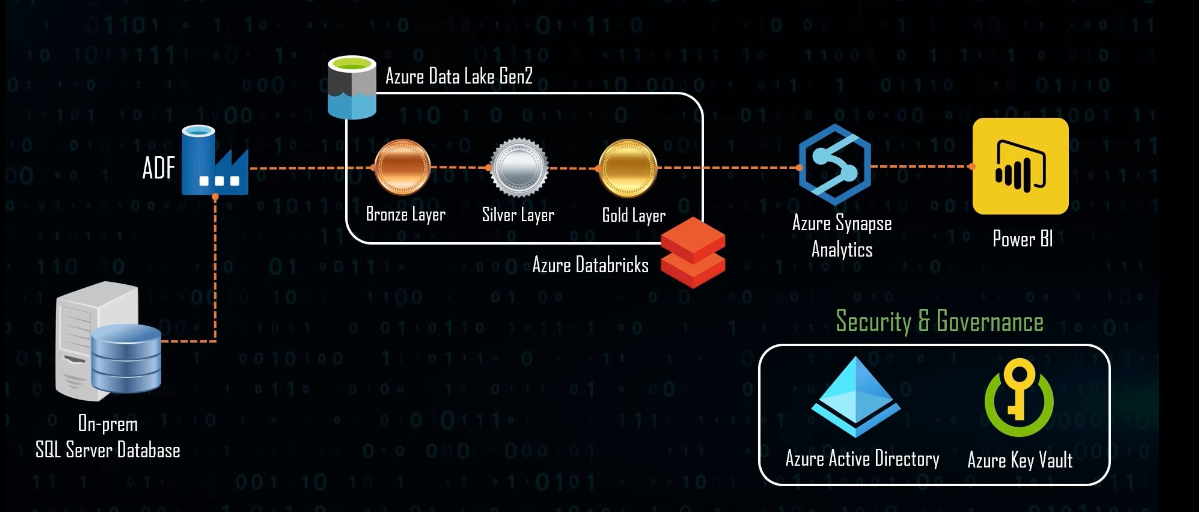 Azure Data Lake Gen2
ADF
Bronze Layer
Silver Layer
Gold Layer
Azure Synapse
Analytics
Power BI
Azure Databricks
On-prem
SQL Server Database
Security & Governance
Azure Active Directory
Azure Key Vault